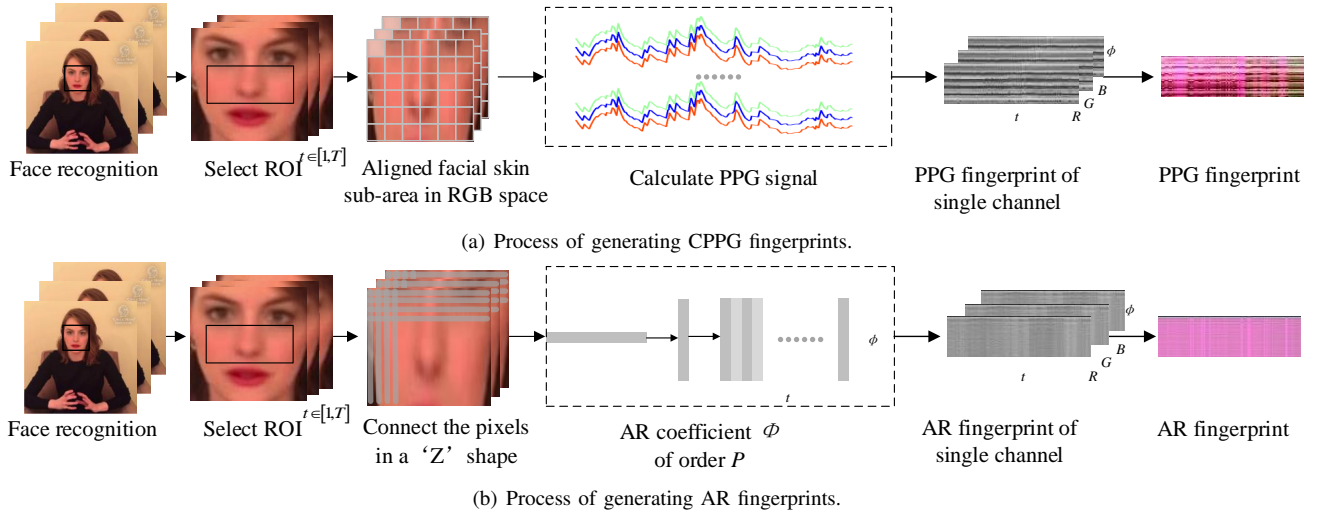 Face recognition
Select ROI t∈[1,T]
Aligned facial skin
sub-area in RGB space
Calculate PPG signal
ϕ
B
G
R
t
PPG fingerprint of
single channel
PPG fingerprint
(a) Process of generating CPPG fingerprints.
Face recognition
Select ROI t∈[1,T]
Connect the pixels
in a ‘Z’ shape
ϕ
t
AR coefficient Φ
of order P
ϕ
B
G
R
t
AR fingerprint of
single channel
AR fingerprint
(b) Process of generating AR fingerprints.